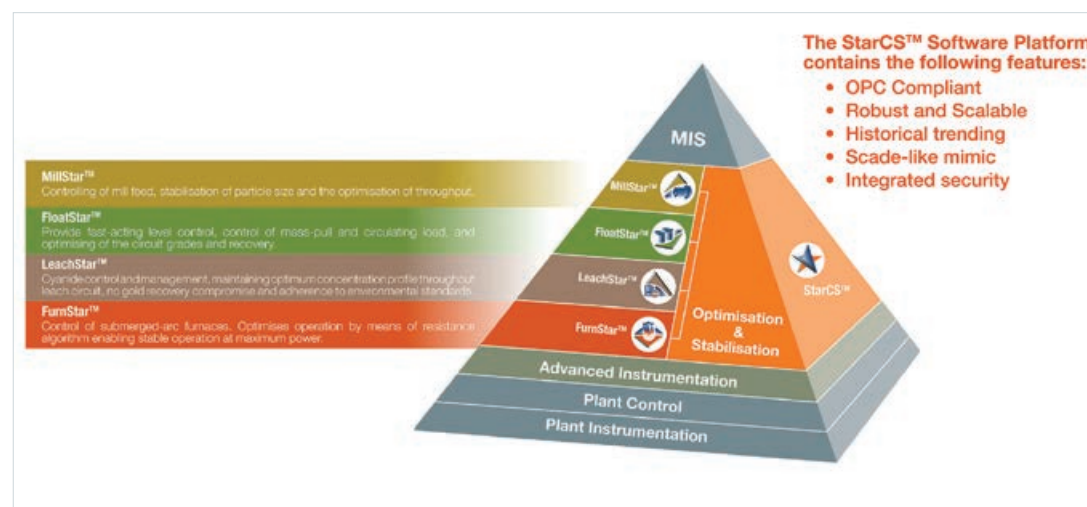 The StarCS™ Software Platform
contains the following features:
• OPC Compliant
• Robust and Scalable
• Historical trending
• Scade-like mimic
• Integrated security
MIS
MillStar™
Controlling of mill feed, stabilisation of particle size and the optimisation of throughput.
FloatStar™
Provide fast-acting level control, control of mass-pull and circulating load, and
optimising of the circuit grades and recovery.
LeachStar™
Cyanide control and management, maintaining optimum concentration profile throughout
leach circuit, no gold recovery compromise and adherence to environmental standards.
FurnStar™
Control of submerged-arc furnaces. Optimises operation by means of resistance
algorithm enabling stable operation at maximum power.
MillStar™
FloatStar™
LeachStar™
FurnStar™
Optimisation
&
Stabilisation
StarCS™
Advanced Instrumentation
Plant Control
Plant Instrumentation